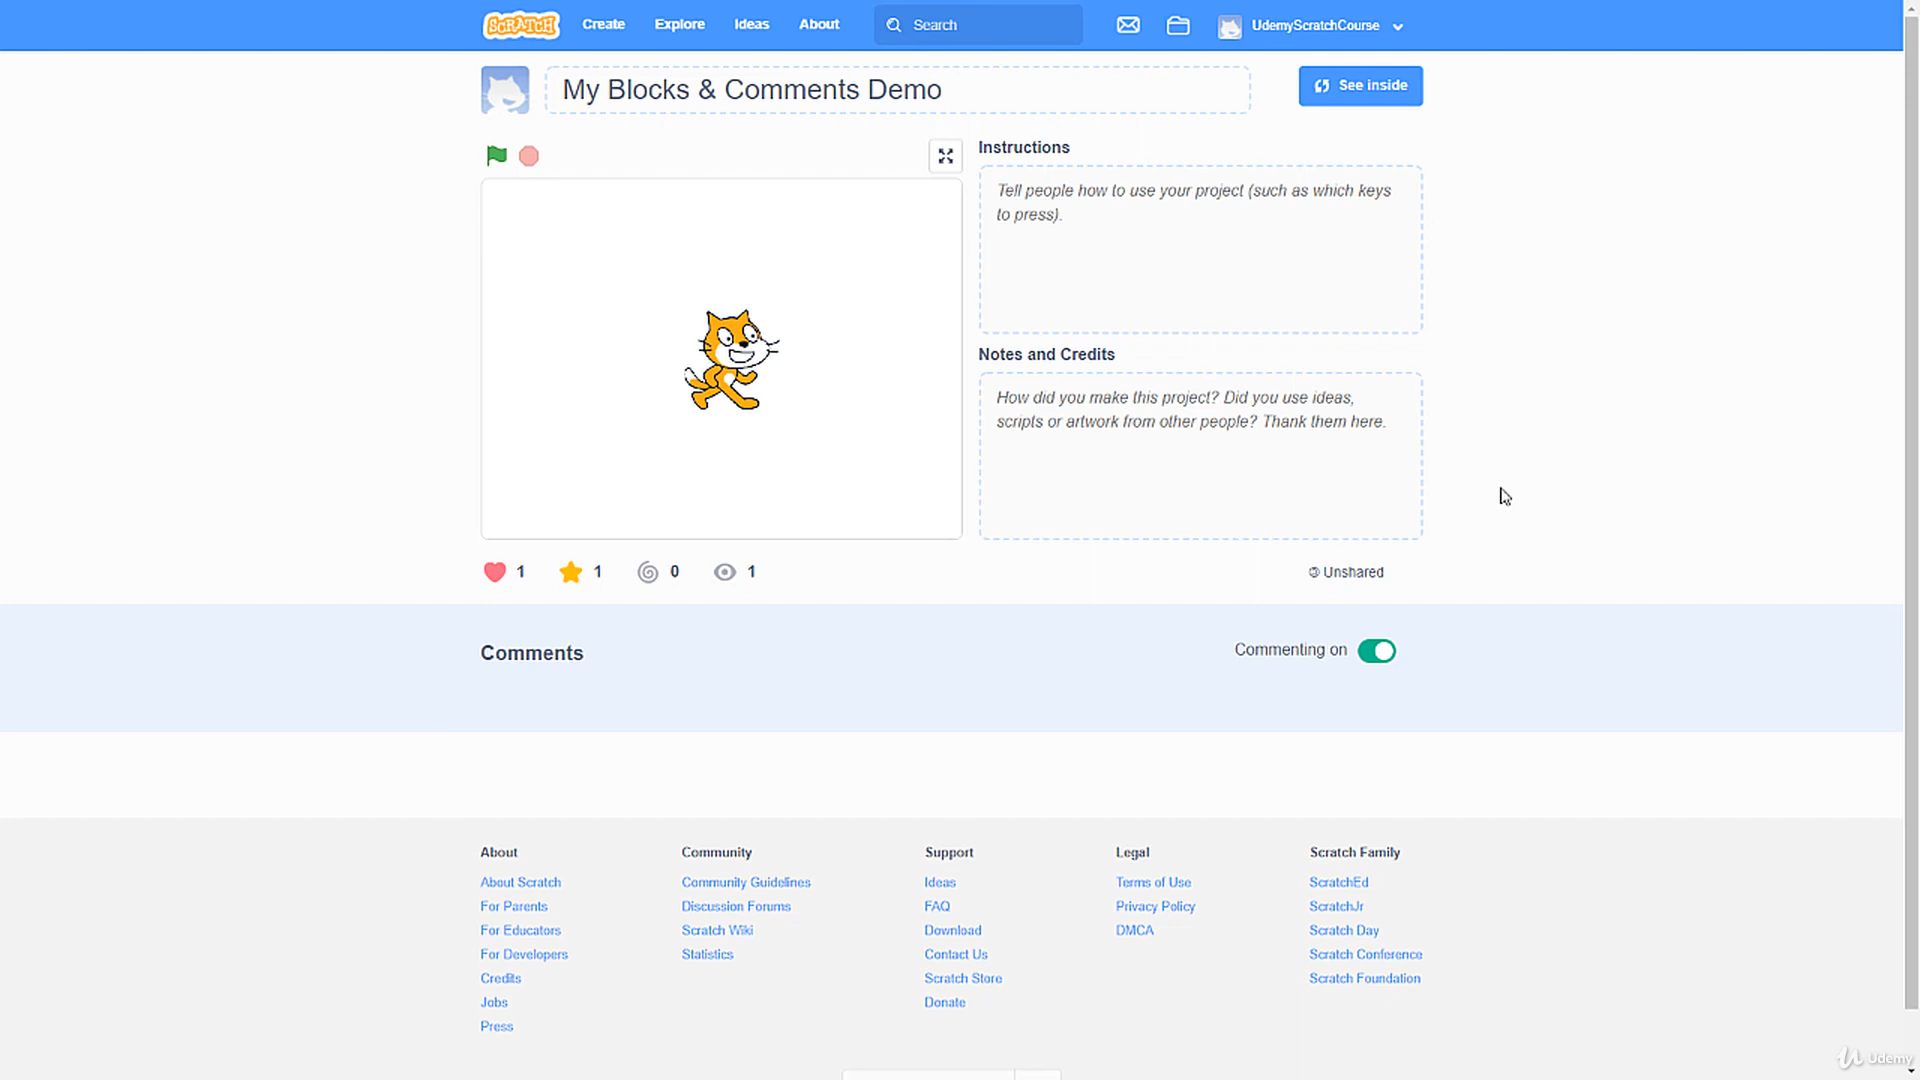 SCRATCH Create Explore Ideas About Search UdemyScratchCourse
My Blocks & Comments Demo
See inside
Instructions
Tell people how to use your project (such as which keys
to press).
Notes and Credits
How did you make this project? Did you use ideas,
scripts or artwork from other people? Thank them here.
1 1 0 1
Unshared
Comments
Commenting on
About
About Scratch
For Parents
For Educators
For Developers
Credits
Jobs
Press
Community
Community Guidelines
Discussion Forums
Scratch Wiki
Statistics
Support
Ideas
FAQ
Download
Contact Us
Scratch Store
Donate
Legal
Terms of Use
Privacy Policy
DMCA
Scratch Family
ScratchEd
ScratchJr
Scratch Day
Scratch Conference
Scratch Foundation
Udemy